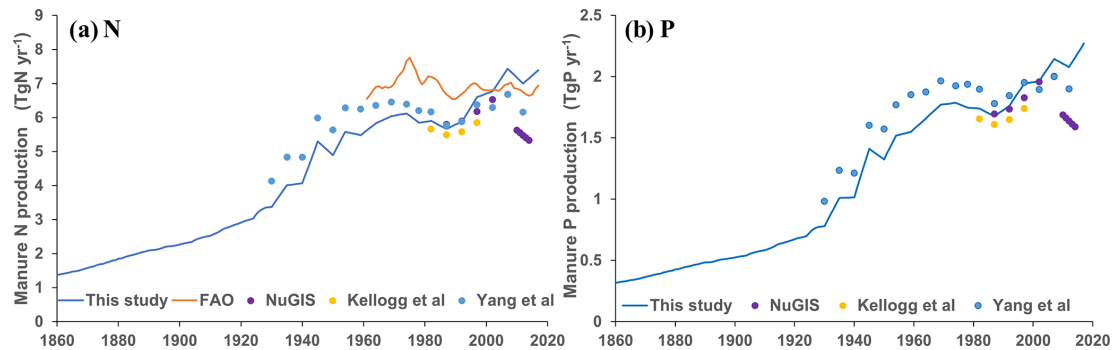 (a) N
Manure N production (TgN yr⁻¹)
9
8
7
6
5
4
3
2
1
0
This study FAO NuGIS Kellogg et al Yang et al
1860 1880 1900 1920 1940 1960 1980 2000 2020
(b) P
Manure P production (TgP yr⁻¹)
2.5
2
1.5
1
0.5
0
This study NuGIS Kellogg et al Yang et al
1860 1880 1900 1920 1940 1960 1980 2000 2020